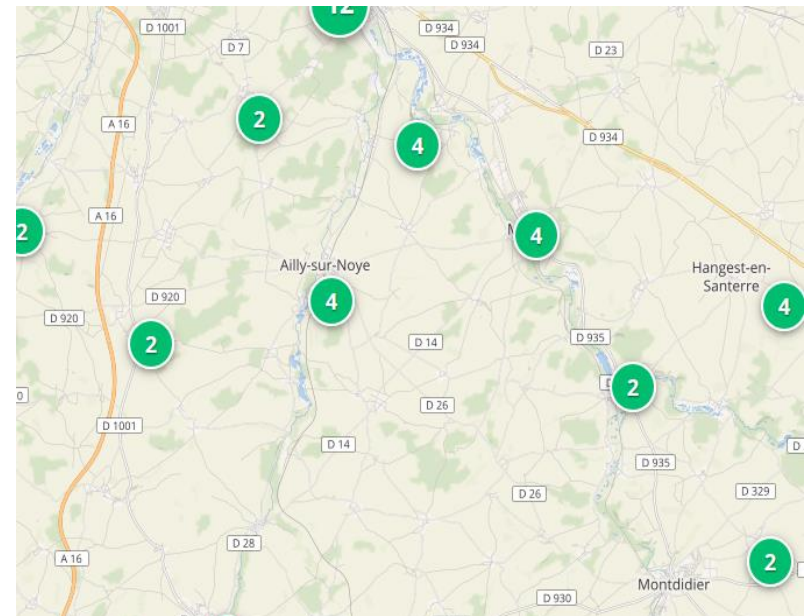 12
D 1001
D 7
D 934
D 934
D 23
2
A 16
4
D 934
A 16
2
4
Ailly-sur-Noye
Hangest-en-
Santerre
D 920
4
4
D 920
2
D 14
D 935
2
D 26
D 1001
D 14
D 935
D 26
D 329
D 28
A 16
2
Montdidier
D 930